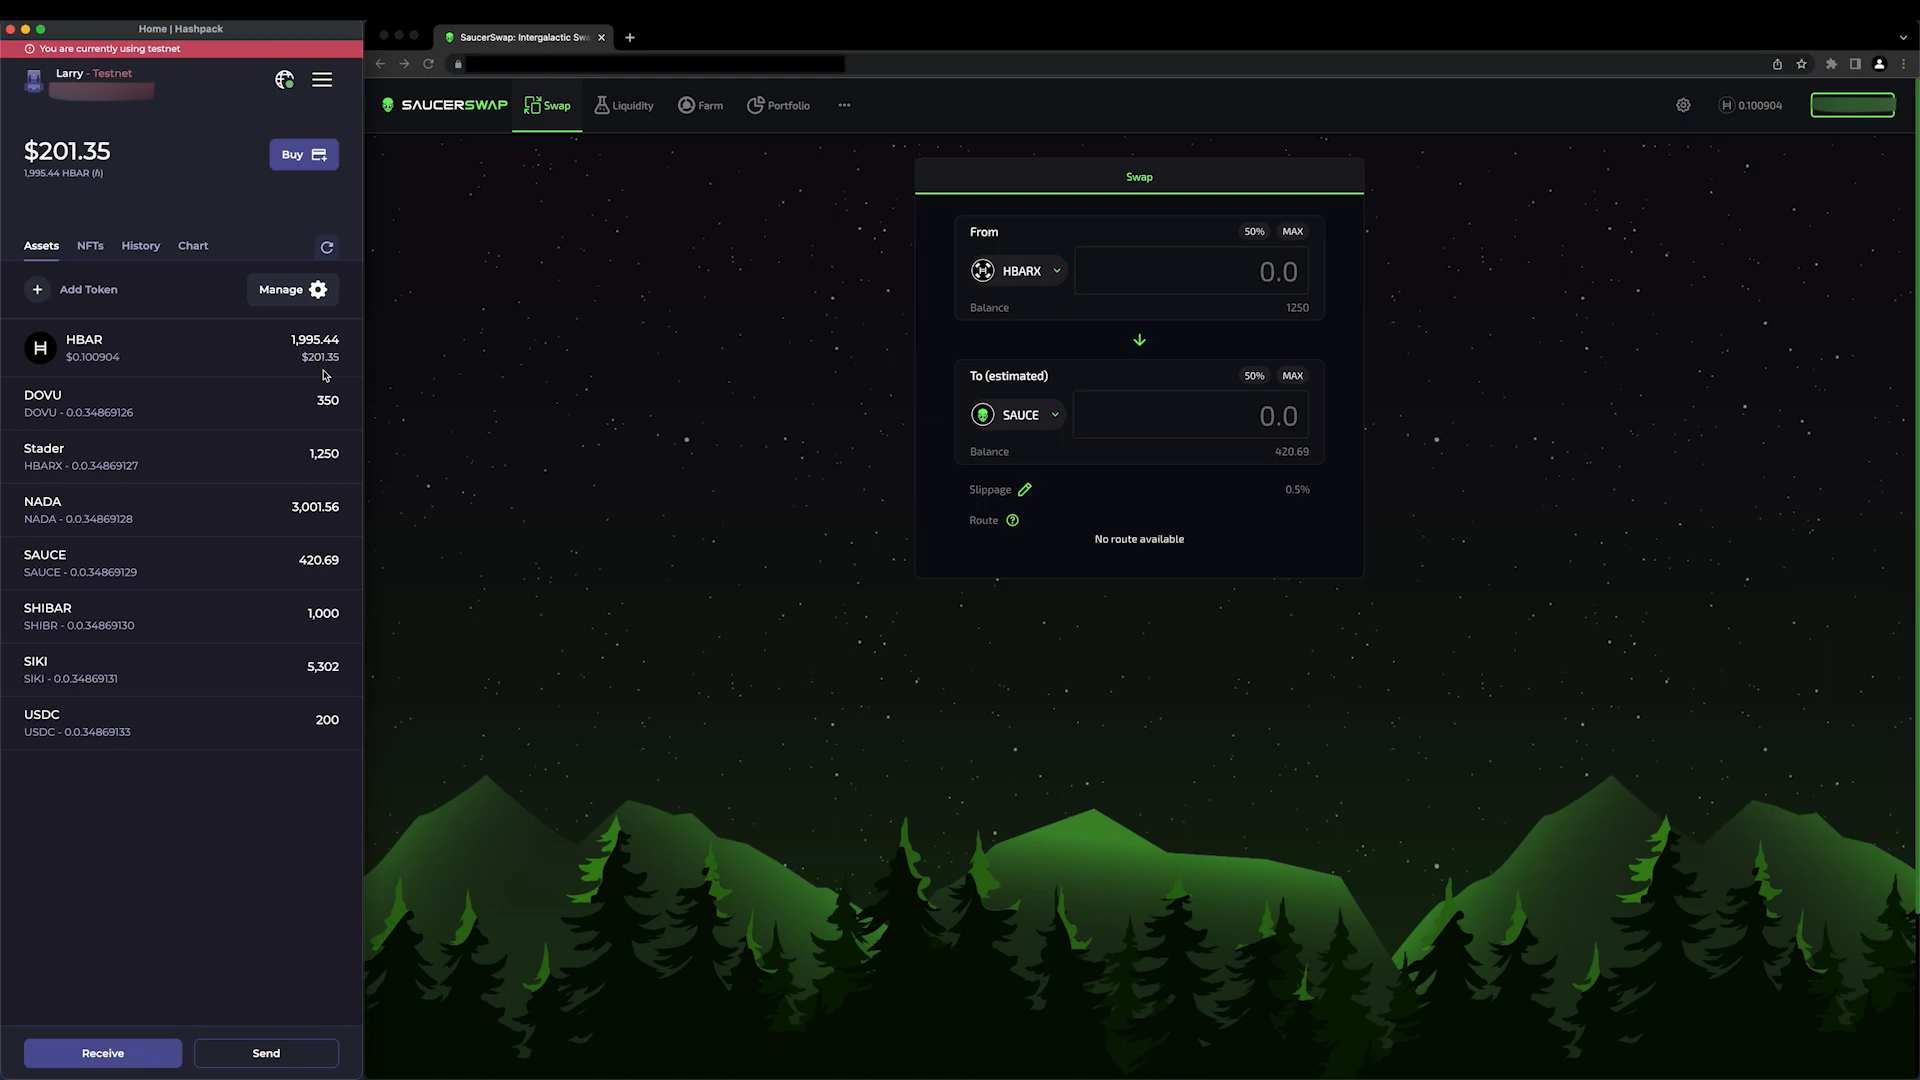 Home | Hashpack
You are currently using testnet
Larry - Testnet
$201.35
1,995.44 HBAR (ℏ)
Buy
Assets NFTs History Chart
+ Add Token
Manage
HBAR 1,995.44
$0.100904 $201.35
DOVU 350
DOVU - 0.0.34869126
Stader 1,250
HBARX - 0.0.34869127
NADA 3,001.56
NADA - 0.0.34869128
SAUCE 420.69
SAUCE - 0.0.34869129
SHIBAR 1,000
SHIBR - 0.0.34869130
SIKI 5,302
SIKI - 0.0.34869131
USDC 200
USDC - 0.0.34869133
Receive Send
SaucerSwap: Intergalactic Swa
SAUCERSWAP Swap Liquidity Farm Portfolio ••• 0.100904
Swap
From 50% MAX
HBARX 0.0
Balance 1250
To (estimated) 50% MAX
SAUCE 0.0
Balance 420.69
Slippage 0.5%
Route
No route available